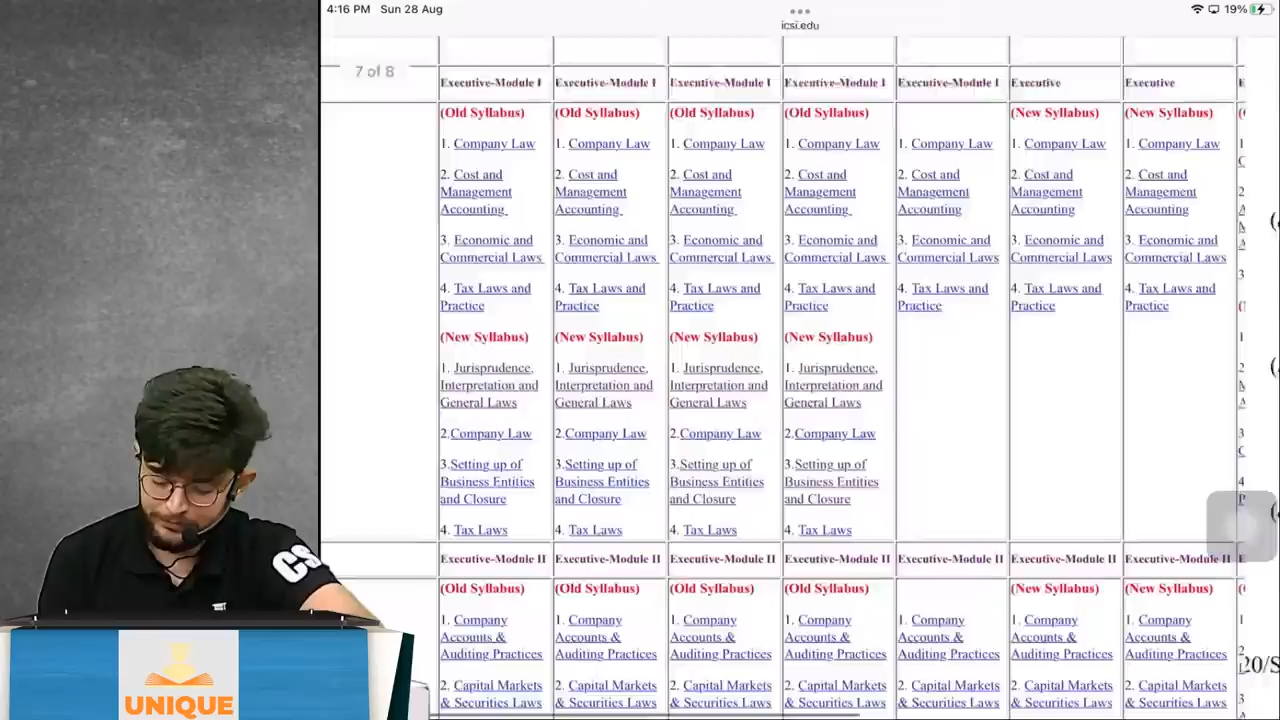 4:16 PM Sun 28 Aug
19%
icsi.edu
7 of 8
Executive-Module I Executive-Module I Executive-Module I Executive-Module I Executive-Module I Executive Executive
(Old Syllabus) (Old Syllabus) (Old Syllabus) (Old Syllabus) (New Syllabus) (New Syllabus)
1. Company Law 1. Company Law 1. Company Law 1. Company Law 1. Company Law 1. Company Law 1. Company Law
2. Cost and 2. Cost and 2. Cost and 2. Cost and 2. Cost and 2. Cost and 2. Cost and
Management Management Management Management Management Management Management
Accounting Accounting Accounting Accounting Accounting Accounting Accounting
3. Economic and 3. Economic and 3. Economic and 3. Economic and 3. Economic and 3. Economic and 3. Economic and
Commercial Laws Commercial Laws Commercial Laws Commercial Laws Commercial Laws Commercial Laws Commercial Laws
4. Tax Laws and 4. Tax Laws and 4. Tax Laws and 4. Tax Laws and 4. Tax Laws and 4. Tax Laws and 4. Tax Laws and
Practice Practice Practice Practice Practice Practice Practice
(New Syllabus) (New Syllabus) (New Syllabus) (New Syllabus)
1. Jurisprudence, 1. Jurisprudence, 1. Jurisprudence, 1. Jurisprudence,
Interpretation and Interpretation and Interpretation and Interpretation and
General Laws General Laws General Laws General Laws
2.Company Law 2.Company Law 2.Company Law 2.Company Law
3.Setting up of 3.Setting up of 3.Setting up of 3.Setting up of
Business Entities Business Entities Business Entities Business Entities
and Closure and Closure and Closure and Closure
4. Tax Laws 4. Tax Laws 4. Tax Laws 4. Tax Laws
Executive-Module II Executive-Module II Executive-Module II Executive-Module II Executive-Module II Executive-Module II Executive-Module II
(Old Syllabus) (Old Syllabus) (Old Syllabus) (Old Syllabus) (New Syllabus) (New Syllabus)
1. Company 1. Company 1. Company 1. Company 1. Company 1. Company 1. Company
Accounts & Accounts & Accounts & Accounts & Accounts & Accounts & Accounts &
Auditing Practices Auditing Practices Auditing Practices Auditing Practices Auditing Practices Auditing Practices Auditing Practices
2. Capital Markets 2. Capital Markets 2. Capital Markets 2. Capital Markets 2. Capital Markets 2. Capital Markets 2. Capital Markets
& Securities Laws & Securities Laws & Securities Laws & Securities Laws & Securities Laws & Securities Laws & Securities Laws
20/S
CS
UNIQUE